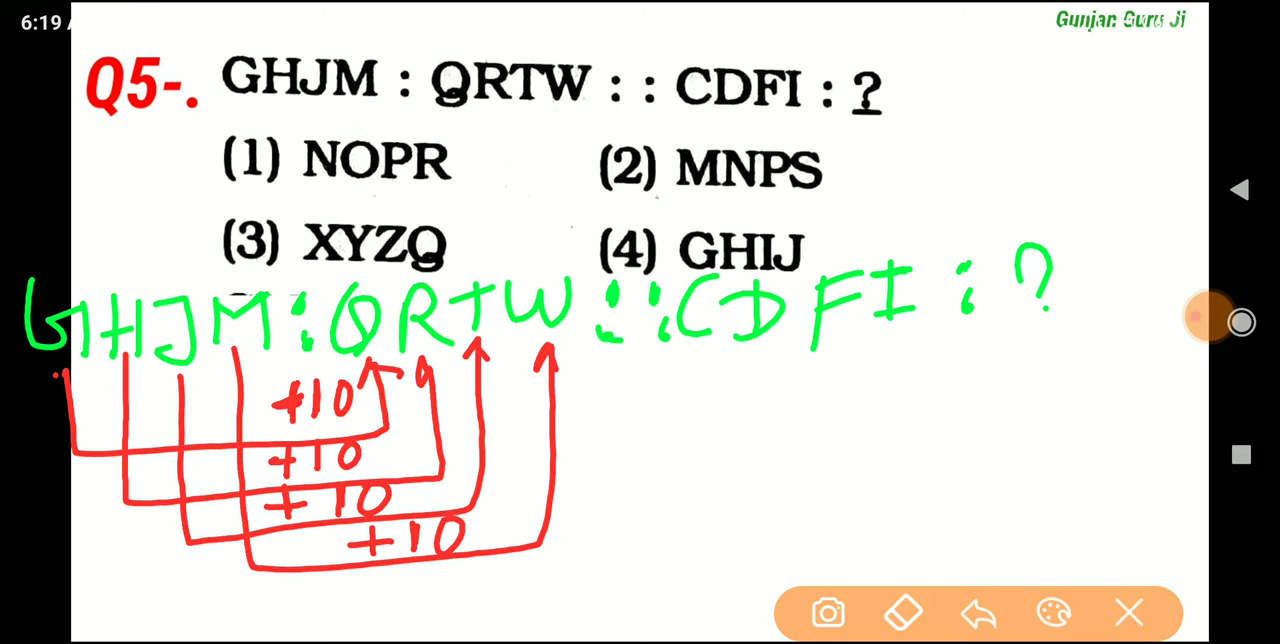 6:19
Gunjan Guru Ji
Q5-. GHJM : QRTW : : CDFI : ?
(1) NOPR (2) MNPS
(3) XYZQ (4) GHIJ
GHJM : QRTW :: CDFI : ?
+10
+10
+10
+10